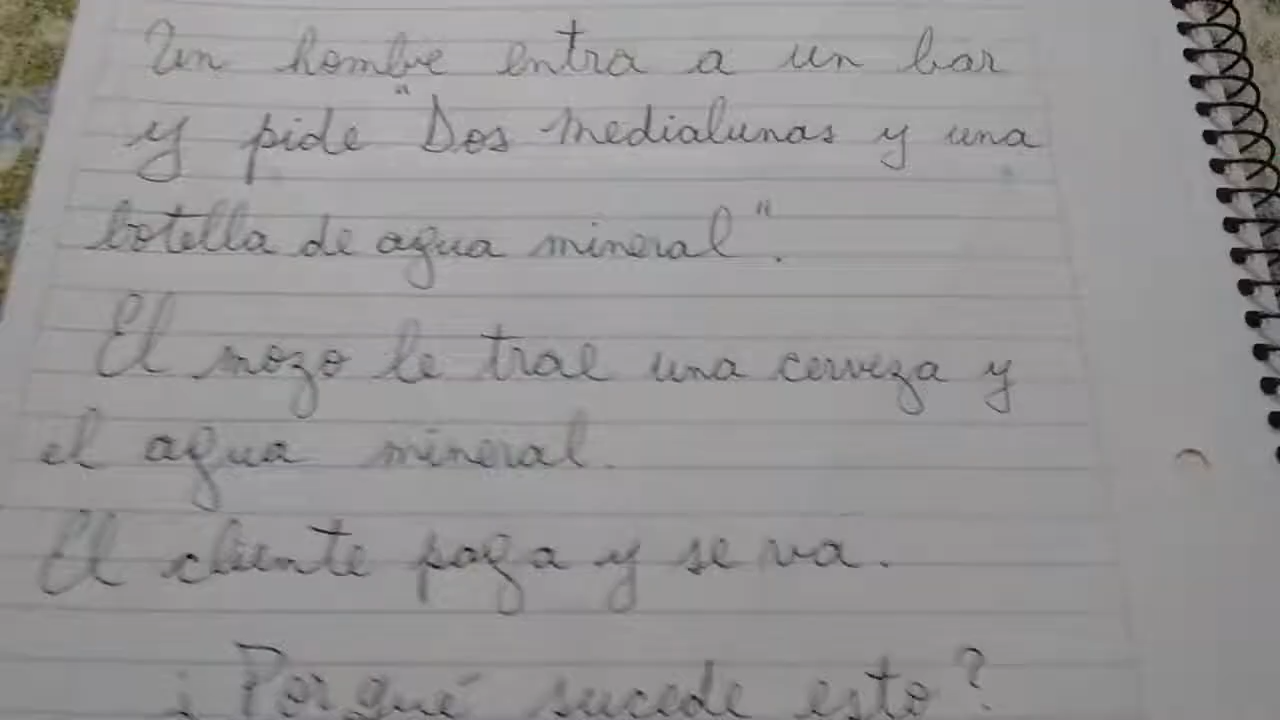 Un hombre entra a un bar
y pide "Dos medialunas y una
botella de agua mineral".
El mozo le trae una cerveza y
el agua mineral.
El cliente paga y se va.
¿Porqué sucede esto?